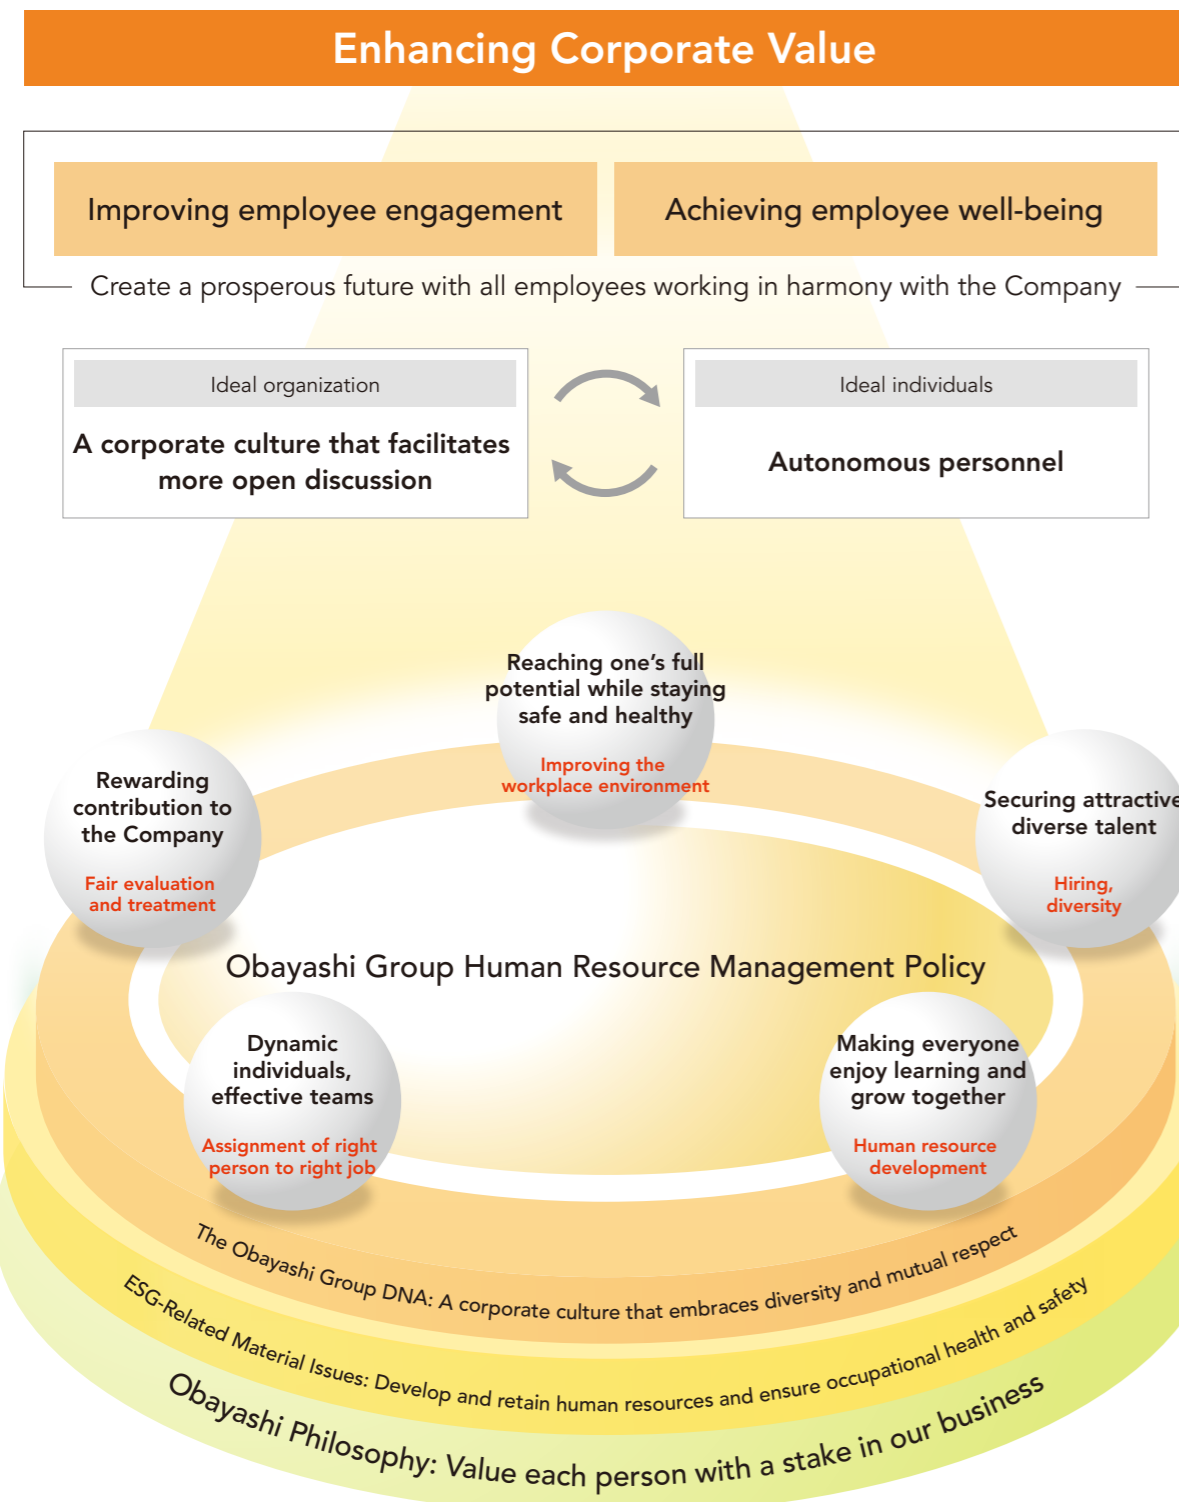 Enhancing Corporate Value
Improving employee engagement
Achieving employee well-being
Create a prosperous future with all employees working in harmony with the Company
Ideal organization
A corporate culture that facilitates
more open discussion
Ideal individuals
Autonomous personnel
Reaching one's full
potential while staying
safe and healthy
Improving the
workplace environment
Rewarding
contribution to
the Company
Fair evaluation
and treatment
Securing attractive
diverse talent
Hiring,
diversity
Obayashi Group Human Resource Management Policy
Dynamic
individuals,
effective teams
Assignment of right
person to right job
Making everyone
enjoy learning and
grow together
Human resource
development
The Obayashi Group DNA: A corporate culture that embraces diversity and mutual respect
ESG-Related Material Issues: Develop and retain human resources and ensure occupational health and safety
Obayashi Philosophy: Value each person with a stake in our business